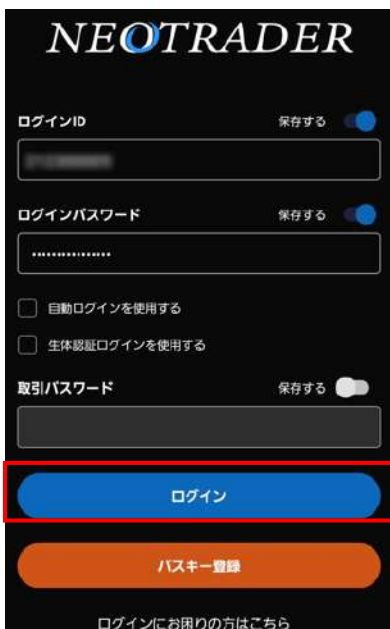 NEOTRADER
ログインID 保存する
ログインパスワード 保存する
自動ログインを使用する
生体認証ログインを使用する
取引パスワード 保存する
ログイン
パスキー登録
ログインにお困りの方はこちら